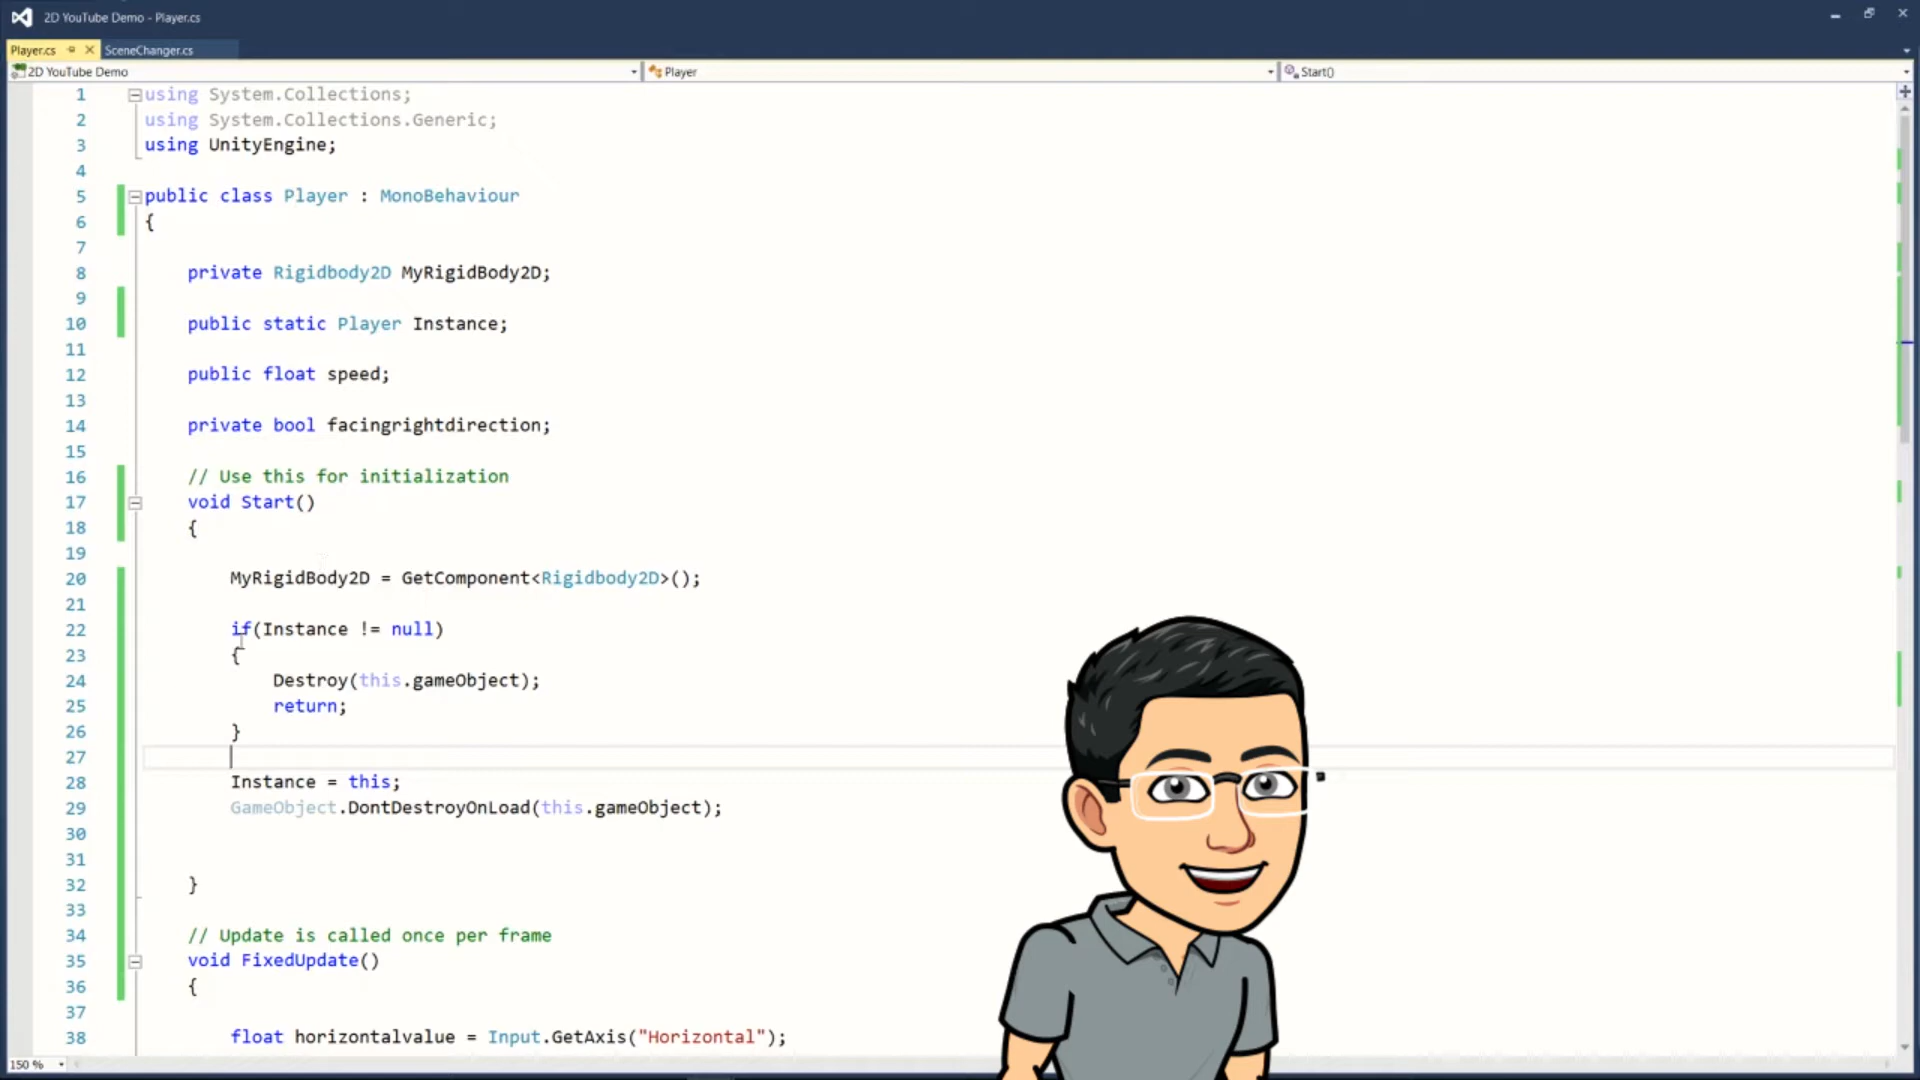 2D YouTube Demo - Player.cs
Player.cs SceneChanger.cs
2D YouTube Demo Player Start()
1 using System.Collections;
2 using System.Collections.Generic;
3 using UnityEngine;
4
5 public class Player : MonoBehaviour
6 {
7
8 private Rigidbody2D MyRigidBody2D;
9
10 public static Player Instance;
11
12 public float speed;
13
14 private bool facingrightdirection;
15
16 // Use this for initialization
17 void Start()
18 {
19
20 MyRigidBody2D = GetComponent<Rigidbody2D>();
21
22 if(Instance != null)
23 {
24 Destroy(this.gameObject);
25 return;
26 }
27
28 Instance = this;
29 GameObject.DontDestroyOnLoad(this.gameObject);
30
31
32 }
33
34 // Update is called once per frame
35 void FixedUpdate()
36 {
37
38 float horizontalvalue = Input.GetAxis("Horizontal");
150 %